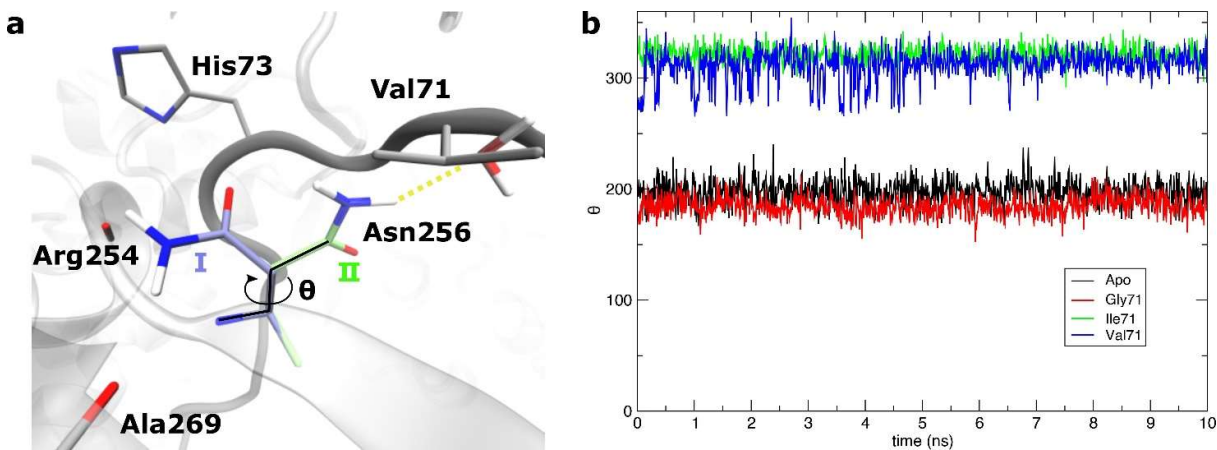 a
His73
Val71
Arg254
I
Asn256
II
θ
Ala269
b
300
200
100
0
θ
Apo
Gly71
Ile71
Val71
0 1 2 3 4 5 6 7 8 9 10
time (ns)